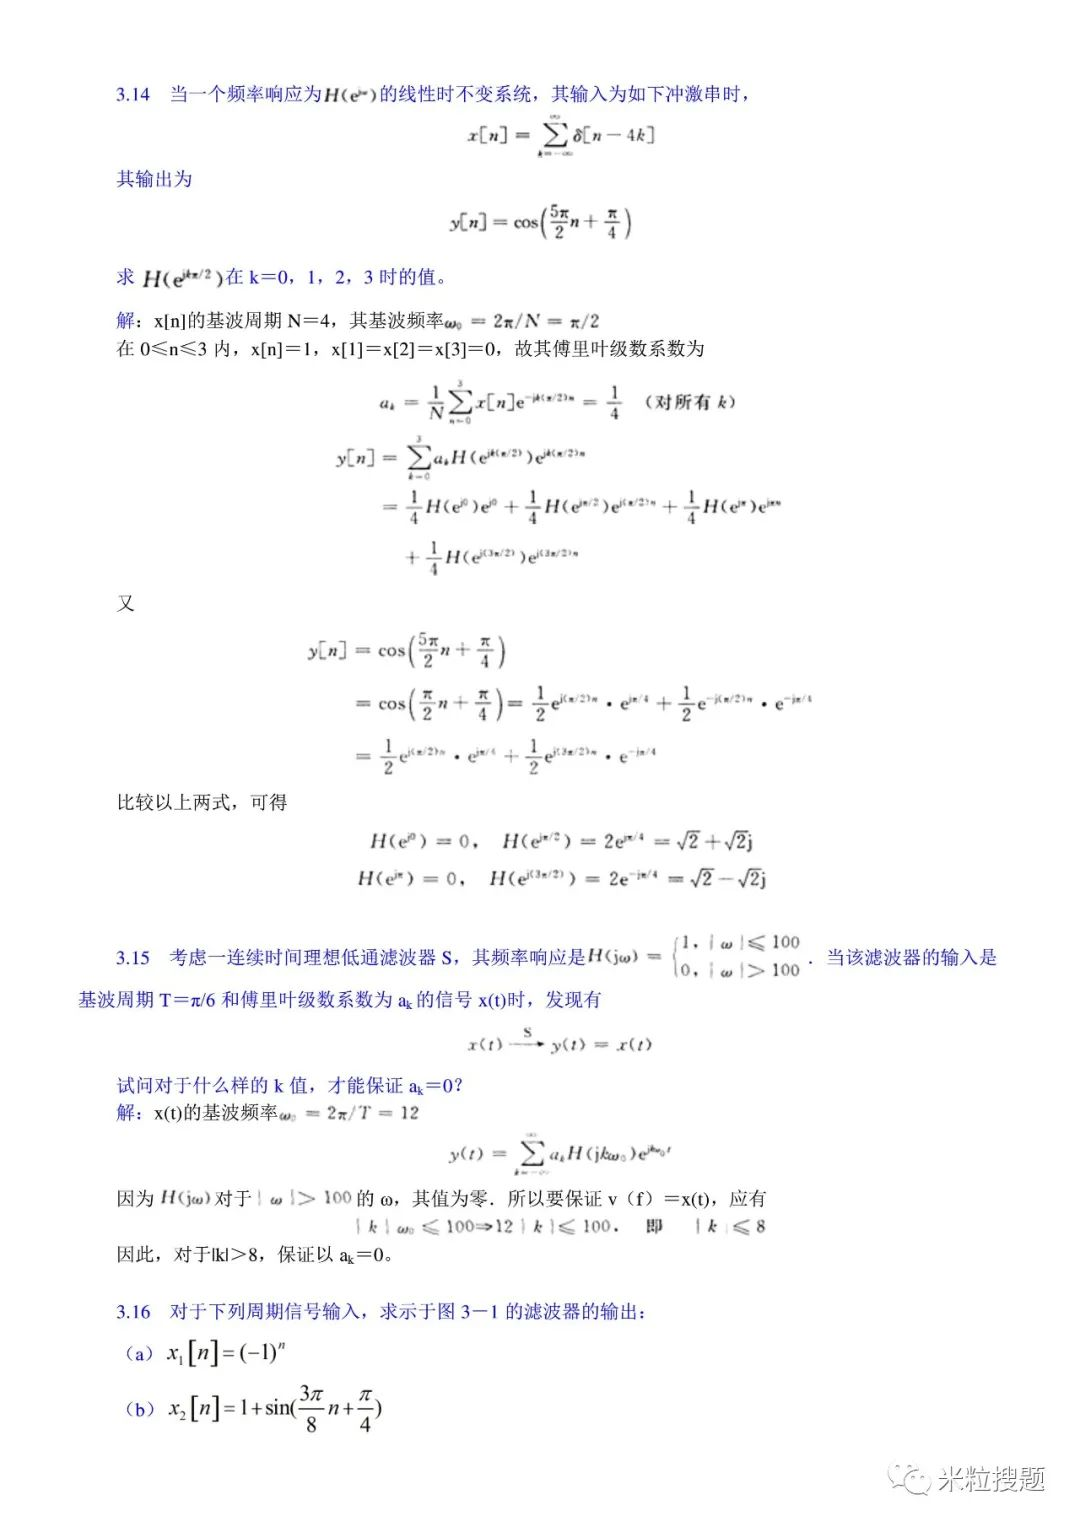 3.14 当一个频率响应为H(e^{jω})的线性时不变系统，其输入为如下冲激串时，
x[n] = ∑_{k=-∞}^{∞} δ[n-4k]
其输出为
y[n] = cos(5π/2 n + π/4)
求 H(e^{jkπ/2})在 k=0，1，2，3 时的值。
解：x[n]的基波周期 N=4，其基波频率ω₀ = 2π/N = π/2
在 0≤n≤3 内，x[n]=1，x[1]=x[2]=x[3]=0，故其傅里叶级数系数为
a_k = 1/N ∑_{n=0}^{3} x[n]e^{-jk(π/2)n} = 1/4 （对所有 k）
y[n] = ∑_{k=0}^{3} a_k H(e^{jk(π/2)})e^{jk(π/2)n}
= 1/4 H(e^{j0})e^{j0} + 1/4 H(e^{jπ/2})e^{j(π/2)n} + 1/4 H(e^{jπ})e^{jπn}
+ 1/4 H(e^{j(3π/2)})e^{j(3π/2)n}
又
y[n] = cos(5π/2 n + π/4)
= cos(π/2 n + π/4) = 1/2 e^{j(π/2)n} · e^{jπ/4} + 1/2 e^{-j(π/2)n} · e^{-jπ/4}
= 1/2 e^{j(π/2)n} · e^{jπ/4} + 1/2 e^{j(3π/2)n} · e^{-jπ/4}
比较以上两式，可得
H(e^{j0}) = 0， H(e^{jπ/2}) = 2e^{jπ/4} = √2 + √2j
H(e^{jπ}) = 0， H(e^{j(3π/2)}) = 2e^{-jπ/4} = √2 - √2j
3.15 考虑一连续时间理想低通滤波器 S，其频率响应是H(jω) = {1, |ω|≤100; 0, |ω|>100．当该滤波器的输入是
基波周期 T=π/6 和傅里叶级数系数为 a_k 的信号 x(t)时，发现有
x(t) —S→ y(t) = x(t)
试问对于什么样的 k 值，才能保证 a_k=0？
解：x(t)的基波频率ω₀ = 2π/T = 12
y(t) = ∑_{k=-∞}^{∞} a_k H(jkω₀)e^{jkω₀t}
因为 H(jω)对于|ω|>100 的 ω，其值为零．所以要保证 v（f）=x(t)，应有
|k|ω₀ ≤ 100⇒12|k|≤ 100． 即 |k|≤ 8
因此，对于|k|>8，保证以 a_k=0。
3.16 对于下列周期信号输入，求示于图 3－1 的滤波器的输出：
（a）x₁[n]=(-1)^n
（b）x₂[n]=1+sin(3π/8 n+π/4)
米粒搜题